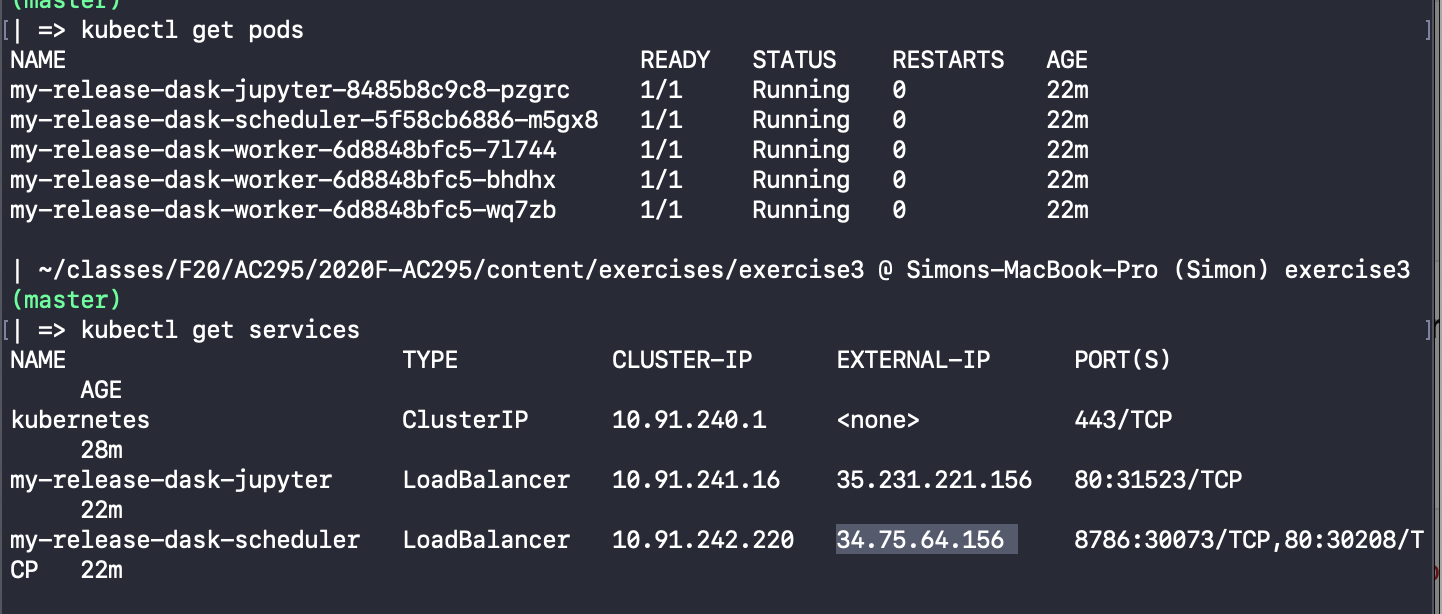 (master)
[| => kubectl get pods ]
NAME READY STATUS RESTARTS AGE
my-release-dask-jupyter-8485b8c9c8-pzgrc 1/1 Running 0 22m
my-release-dask-scheduler-5f58cb6886-m5gx8 1/1 Running 0 22m
my-release-dask-worker-6d8848bfc5-7l744 1/1 Running 0 22m
my-release-dask-worker-6d8848bfc5-bhdhx 1/1 Running 0 22m
my-release-dask-worker-6d8848bfc5-wq7zb 1/1 Running 0 22m
| ~/classes/F20/AC295/2020F-AC295/content/exercises/exercise3 @ Simons-MacBook-Pro (Simon) exercise3
(master)
[| => kubectl get services ]
NAME TYPE CLUSTER-IP EXTERNAL-IP PORT(S)
AGE
kubernetes ClusterIP 10.91.240.1 <none> 443/TCP
28m
my-release-dask-jupyter LoadBalancer 10.91.241.16 35.231.221.156 80:31523/TCP
22m
my-release-dask-scheduler LoadBalancer 10.91.242.220 34.75.64.156 8786:30073/TCP,80:30208/T
CP 22m